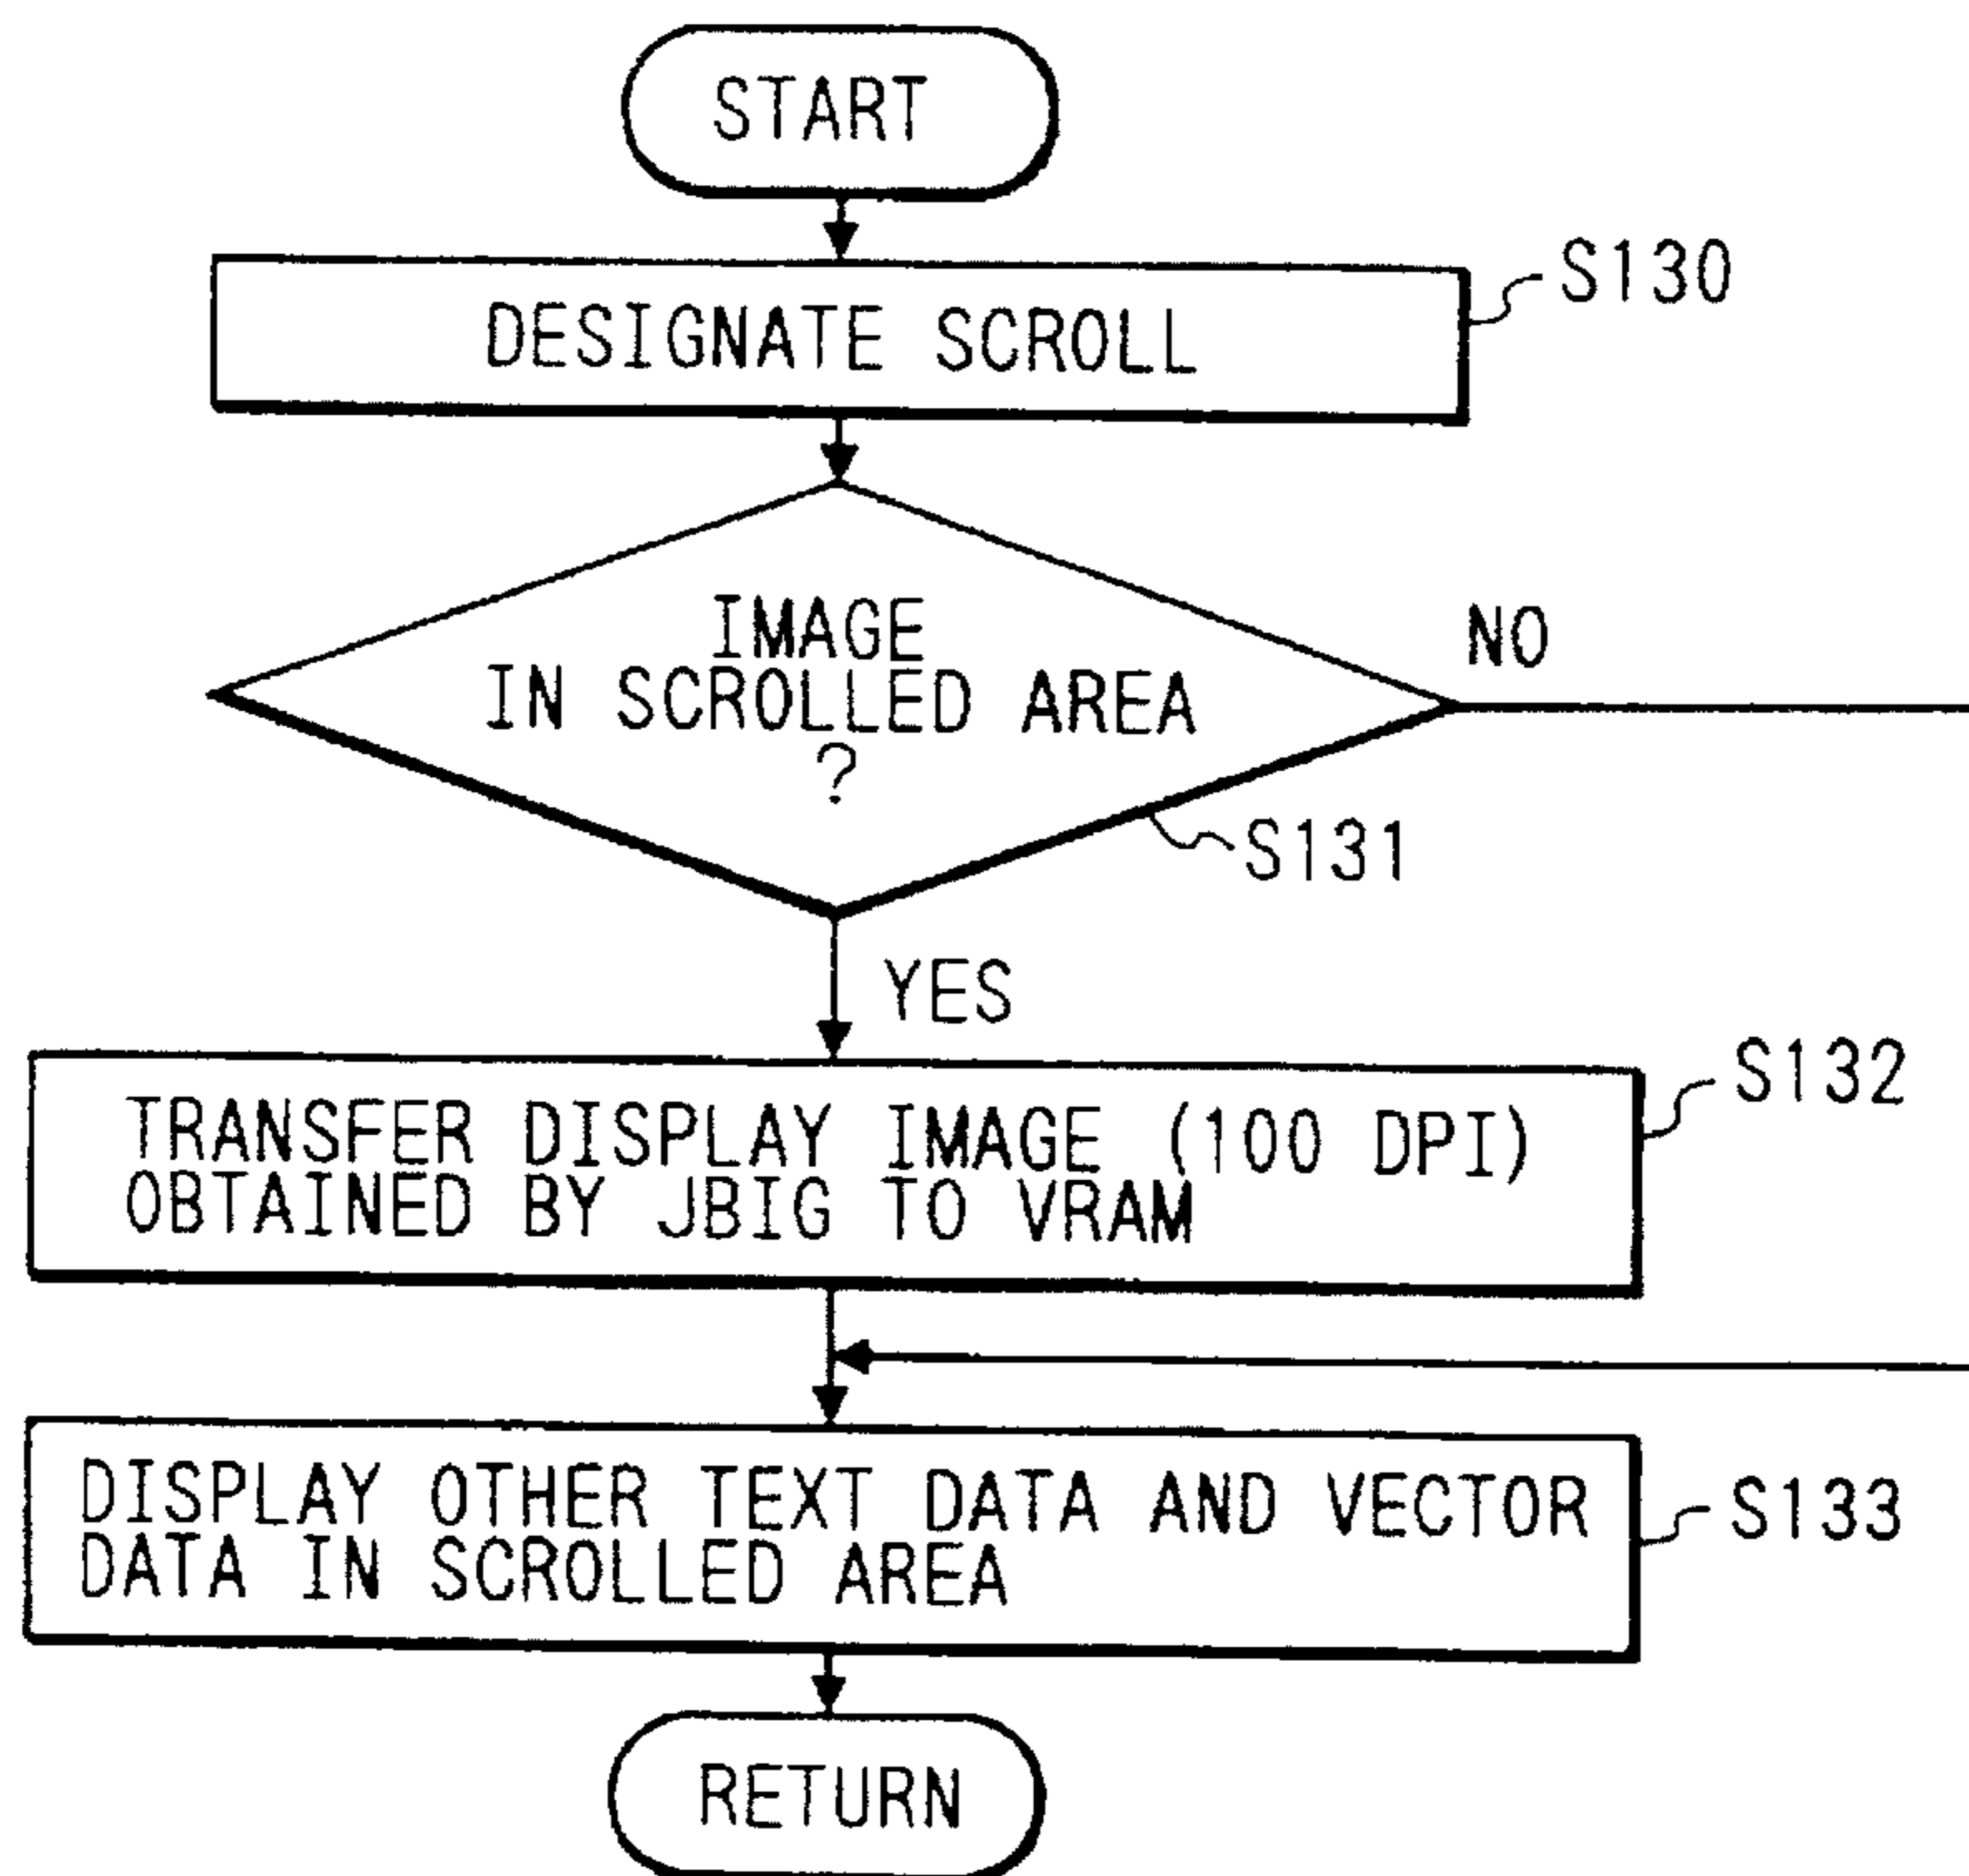 START
DESIGNATE SCROLL
S130
IMAGE
IN SCROLLED AREA
?
NO
S131
YES
TRANSFER DISPLAY IMAGE (100 DPI)
OBTAINED BY JBIG TO VRAM
S132
DISPLAY OTHER TEXT DATA AND VECTOR
DATA IN SCROLLED AREA
S133
RETURN